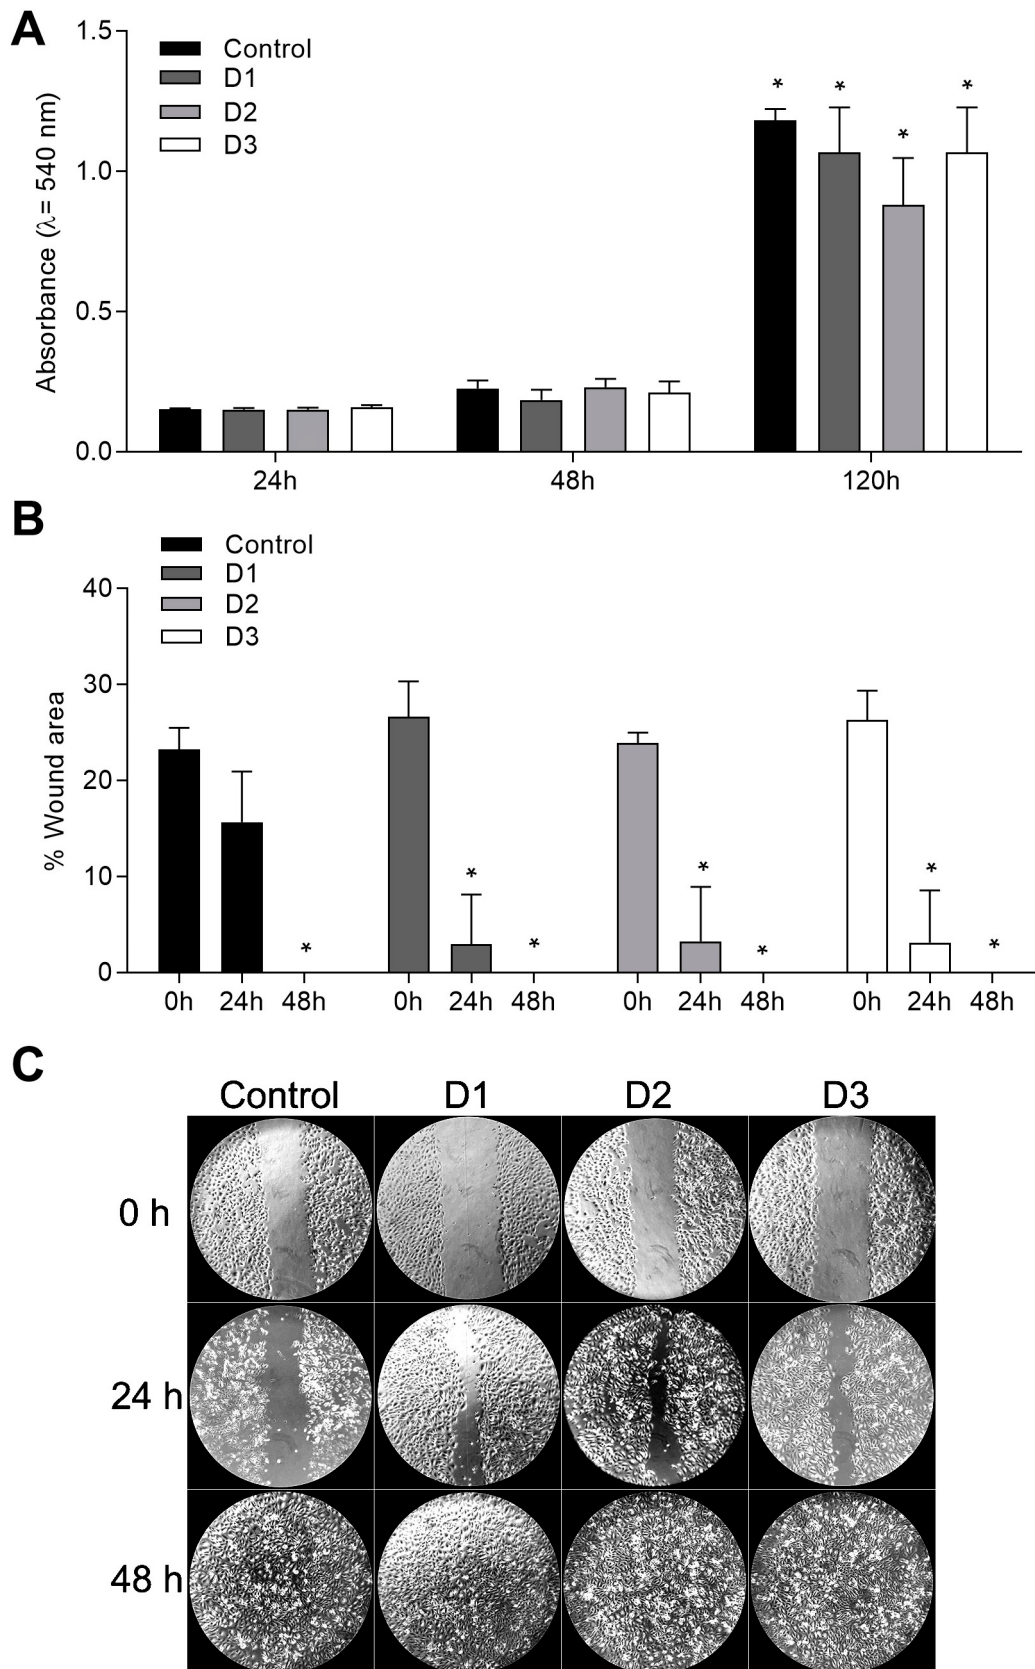 A
1.5
1.0
0.5
0.0
Absorbance (λ= 540 nm)
Control
D1
D2
D3
* * * *
24h 48h 120h
B
Control
D1
D2
D3
40
30
20
10
0
% Wound area
* * * * * * *
0h 24h 48h 0h 24h 48h 0h 24h 48h 0h 24h 48h
C
Control D1 D2 D3
0 h
24 h
48 h